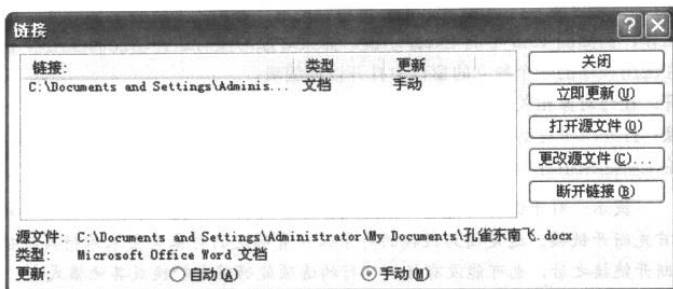 链接
链接: 类型 更新
C:\Documents and Settings\Adminis... 文档 手动
关闭
立即更新(U)
打开源文件(O)
更改源文件(C)...
断开链接(B)
源文件: C:\Documents and Settings\Administrator\My Documents\孔雀东南飞.docx
类型: Microsoft Office Word 文档
更新: 自动(A) 手动(M)